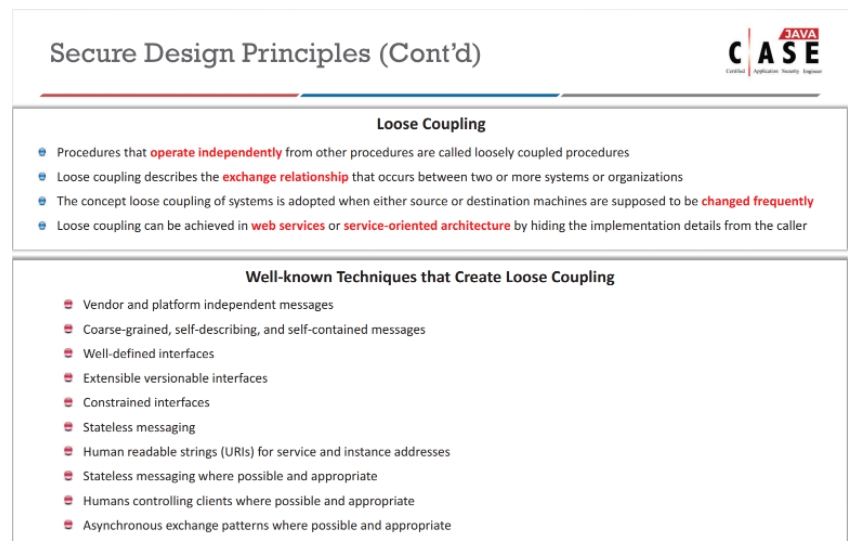 Secure Design Principles (Cont'd)
JAVA
CASE
Certified Application Security Engineer
Loose Coupling
Procedures that operate independently from other procedures are called loosely coupled procedures
Loose coupling describes the exchange relationship that occurs between two or more systems or organizations
The concept loose coupling of systems is adopted when either source or destination machines are supposed to be changed frequently
Loose coupling can be achieved in web services or service-oriented architecture by hiding the implementation details from the caller
Well-known Techniques that Create Loose Coupling
Vendor and platform independent messages
Coarse-grained, self-describing, and self-contained messages
Well-defined interfaces
Extensible versionable interfaces
Constrained interfaces
Stateless messaging
Human readable strings (URIs) for service and instance addresses
Stateless messaging where possible and appropriate
Humans controlling clients where possible and appropriate
Asynchronous exchange patterns where possible and appropriate